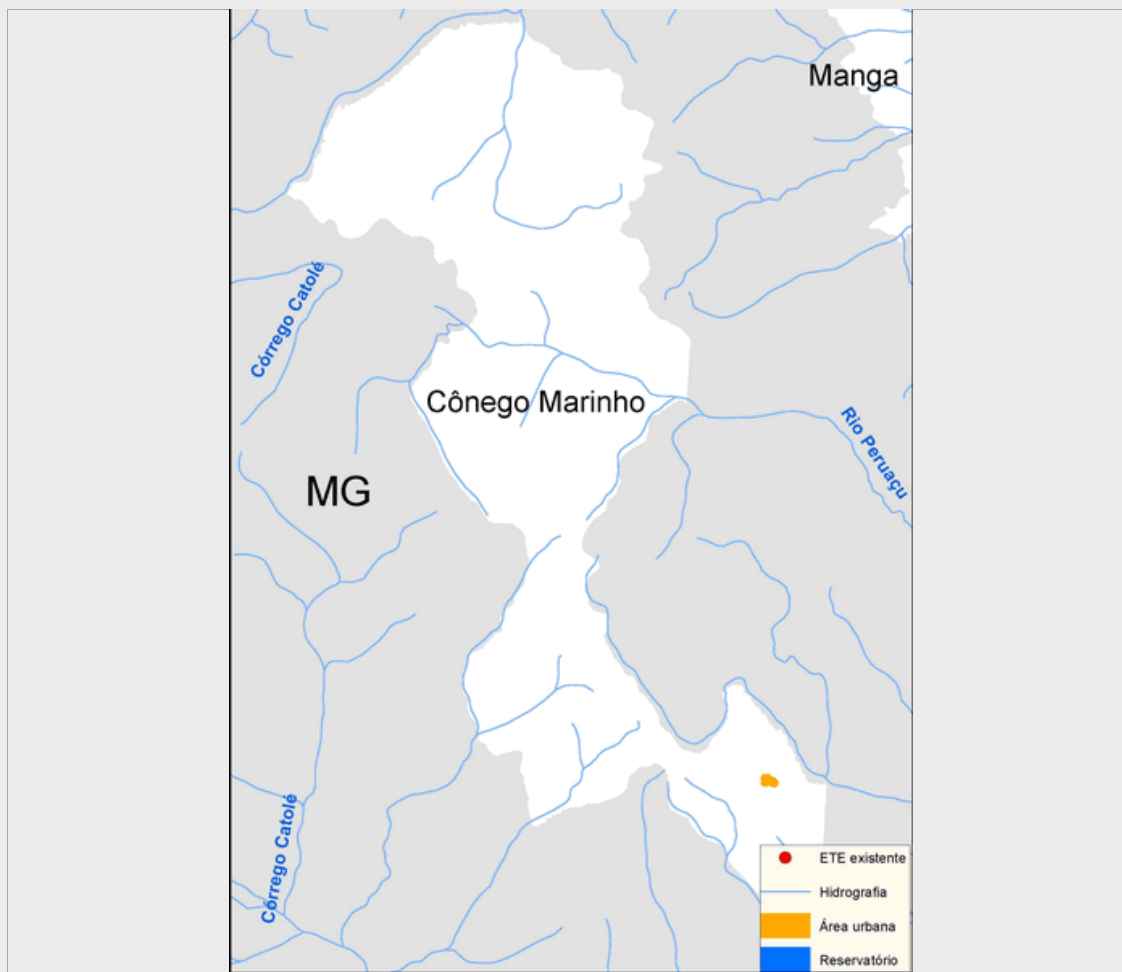 Manga
Córrego Catolé
Cônego Marinho
Rio Peruaçu
MG
Córrego Catolé
ETE existente
Hidrografia
Área urbana
Reservatório